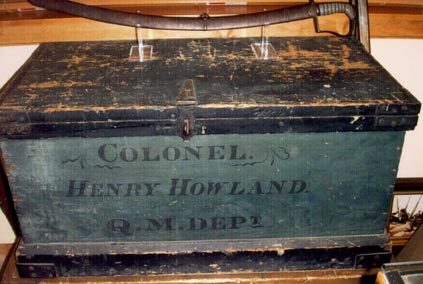 COLONEL.
HENRY HOWLAND.
Q.M. DEPT